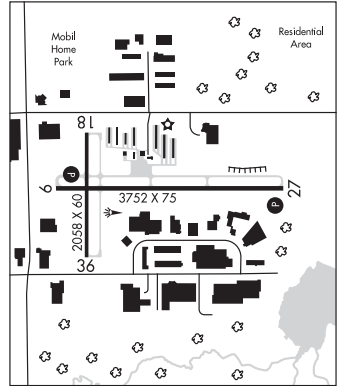 Mobil
Home
Park
Residential
Area
18
P
9
27
3752 X 75
P
2058 X 60
36